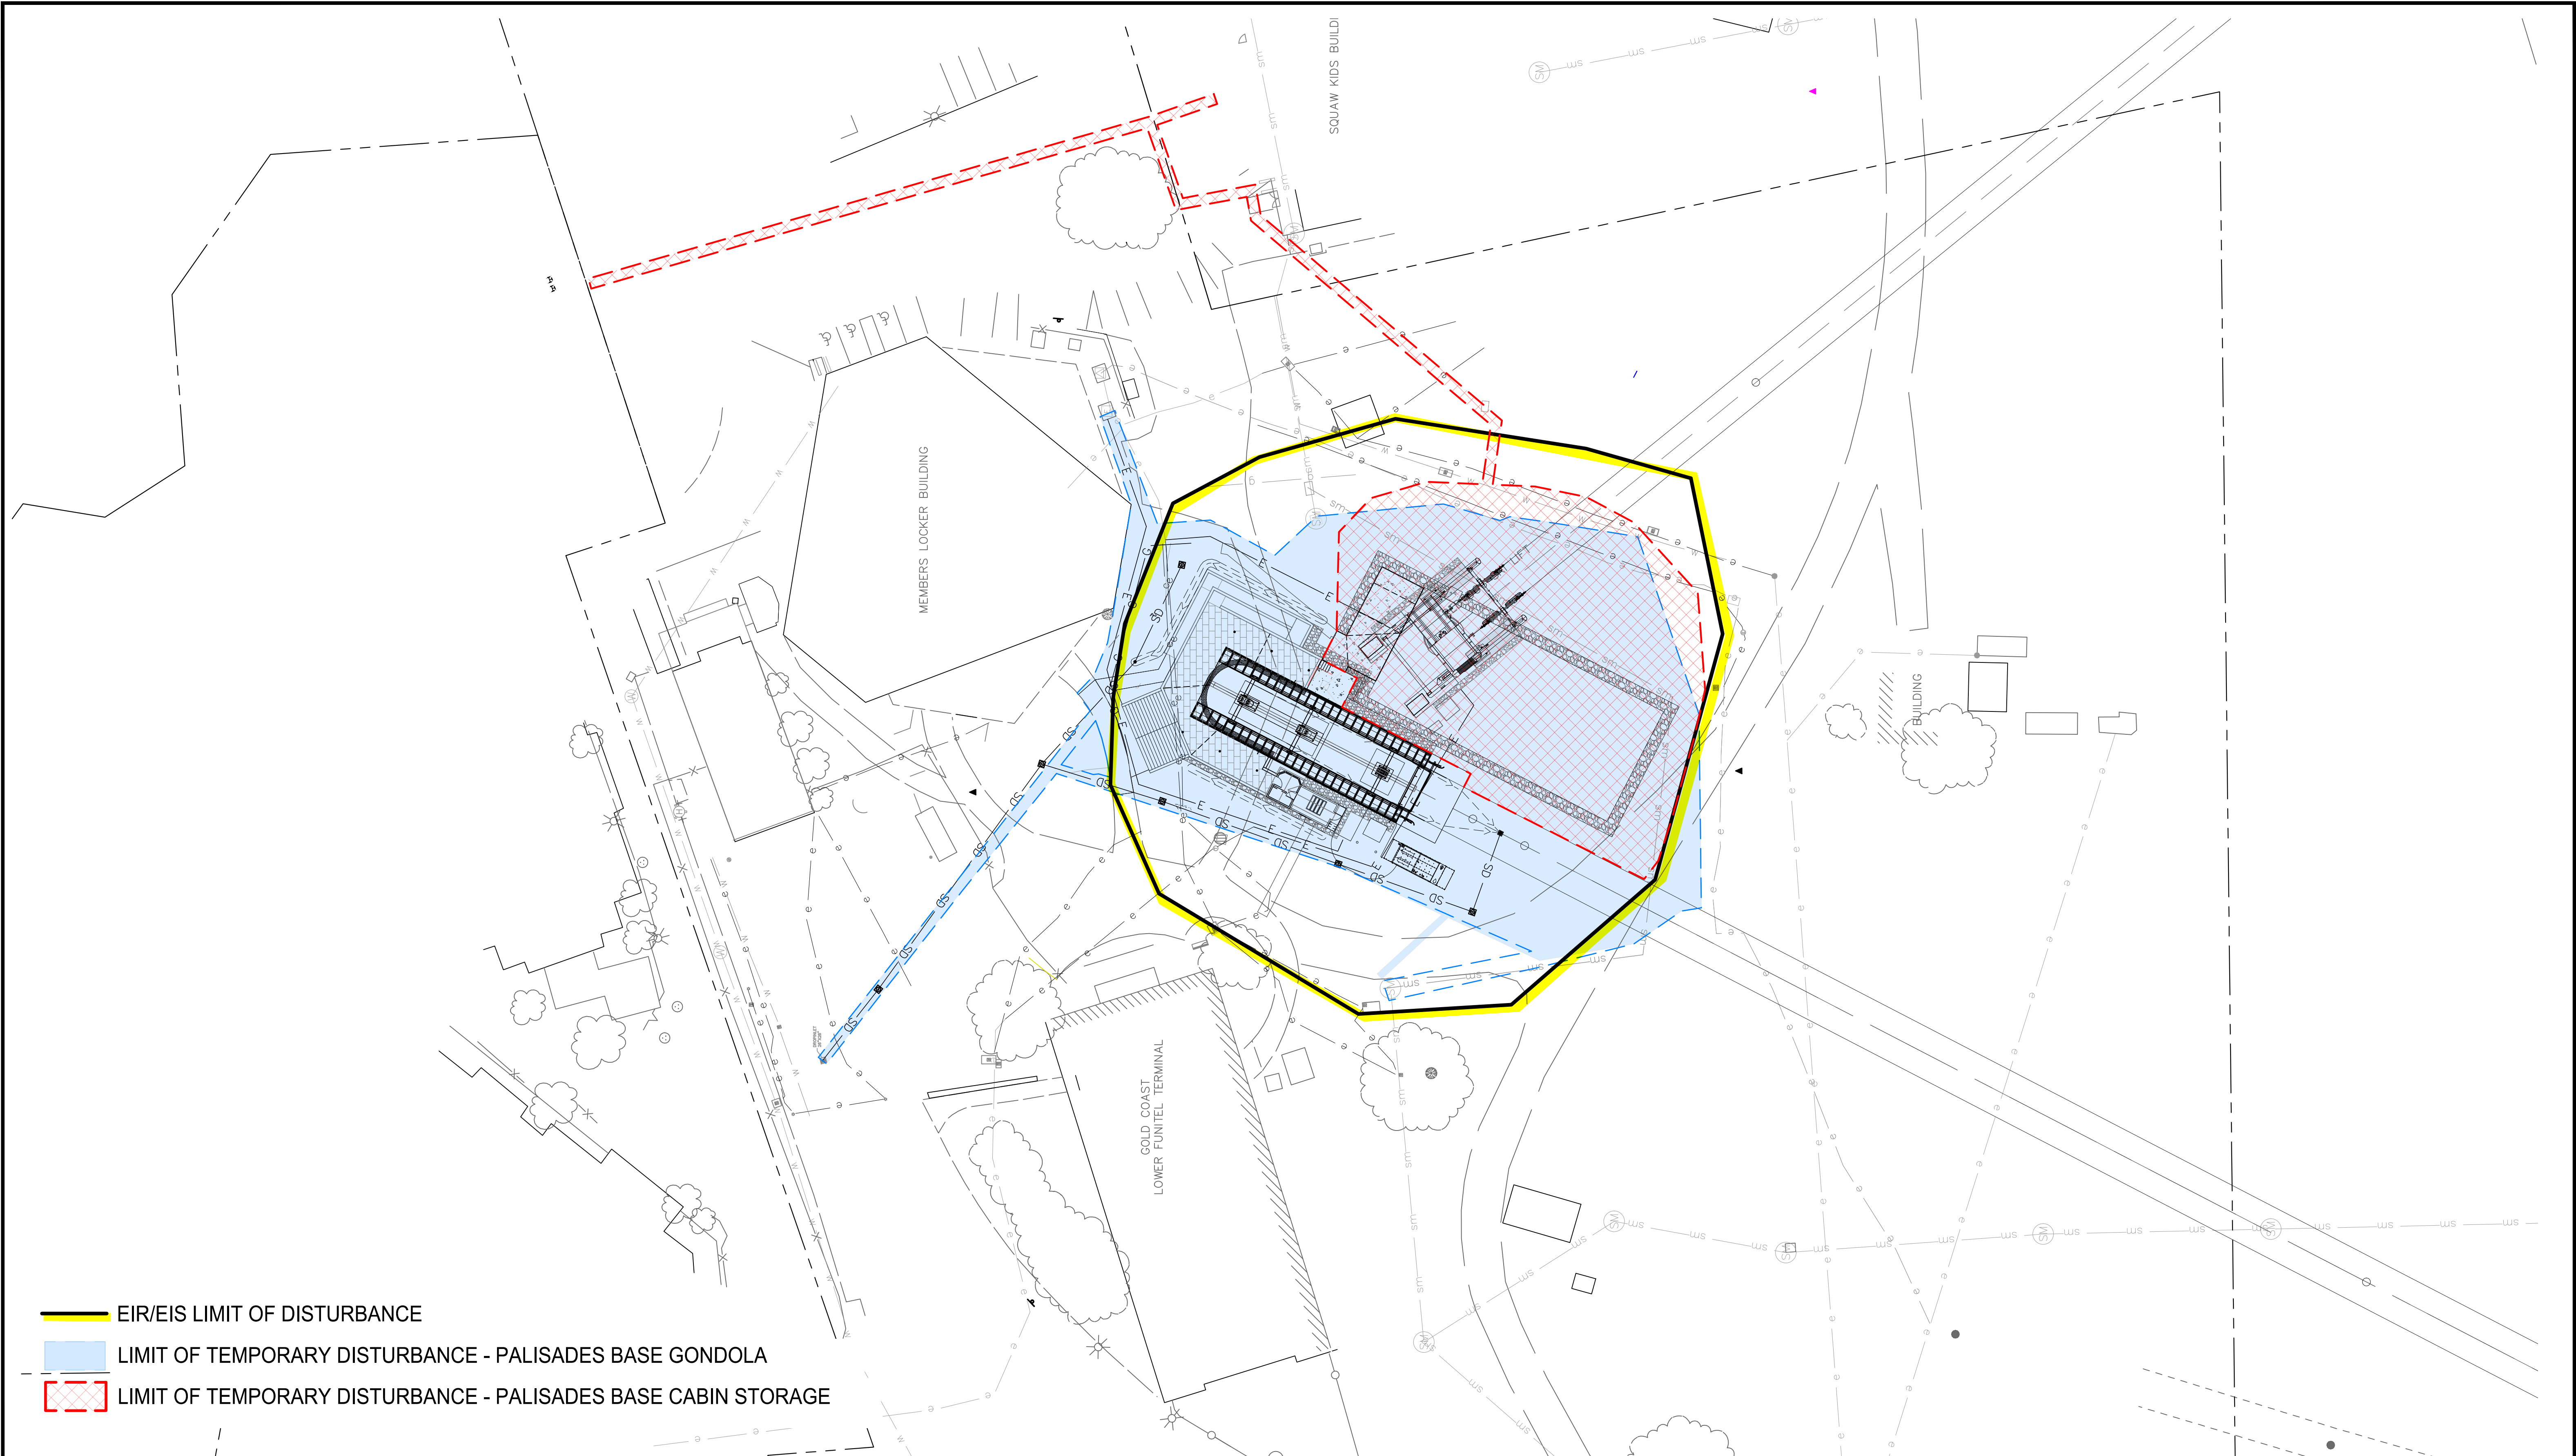 SQUAW KIDS BUILDI
MEMBERS LOCKER BUILDING
LIFT
BUILDING
GOLD COAST
LOWER FUNITEL TERMINAL
EIR/EIS LIMIT OF DISTURBANCE
LIMIT OF TEMPORARY DISTURBANCE - PALISADES BASE GONDOLA
LIMIT OF TEMPORARY DISTURBANCE - PALISADES BASE CABIN STORAGE